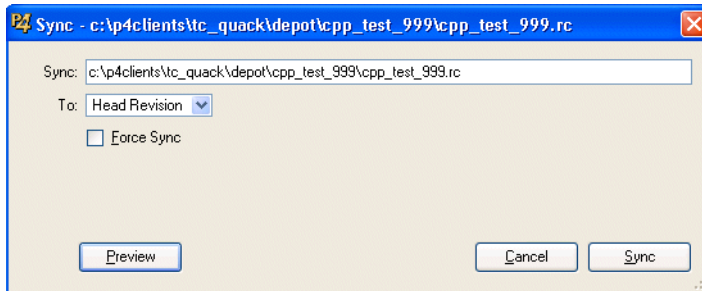 P4 Sync - c:\p4clients\tc_quack\depot\cpp_test_999\cpp_test_999.rc
Sync: c:\p4clients\tc_quack\depot\cpp_test_999\cpp_test_999.rc
To: Head Revision
Force Sync
Preview Cancel Sync